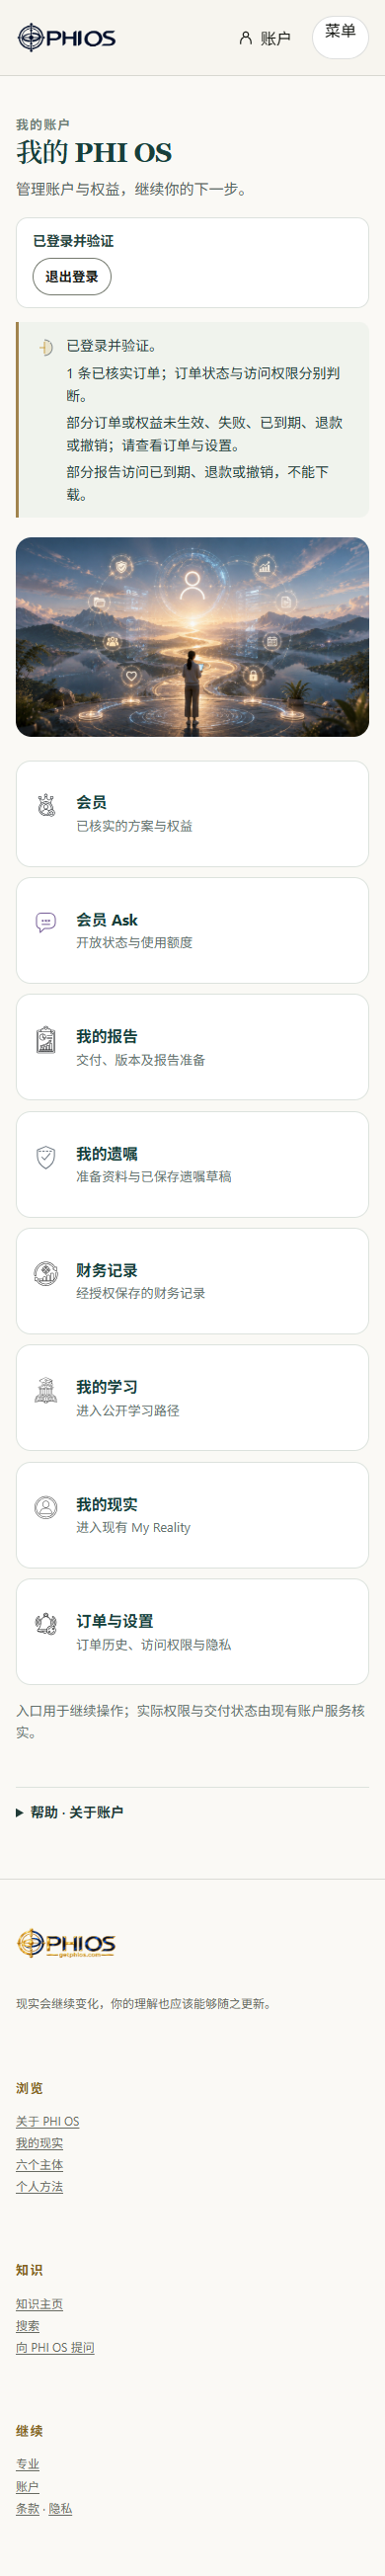 PHI OS
账户
菜单
我的账户
我的 PHI OS
管理账户与权益，继续你的下一步。
已登录并验证
退出登录
已登录并验证。
1 条已核实订单；订单状态与访问权限分别判
断。
部分订单或权益未生效、失败、已到期、退款
或撤销；请查看订单与设置。
部分报告访问已到期、退款或撤销，不能下
载。
会员
已核实的方案与权益
会员 Ask
开放状态与使用额度
我的报告
交付、版本及报告准备
我的遗嘱
准备资料与已保存遗嘱草稿
财务记录
经授权保存的财务记录
我的学习
进入公开学习路径
我的现实
进入现有 My Reality
订单与设置
订单历史、访问权限与隐私
入口用于继续操作；实际权限与交付状态由现有账户服务核
实。
▶ 帮助 · 关于账户
PHI OS
getphios.com
现实会继续变化，你的理解也应该能够随之更新。
浏览
关于 PHI OS
我的现实
六个主体
个人方法
知识
知识主页
搜索
向 PHI OS 提问
继续
专业
账户
条款 · 隐私